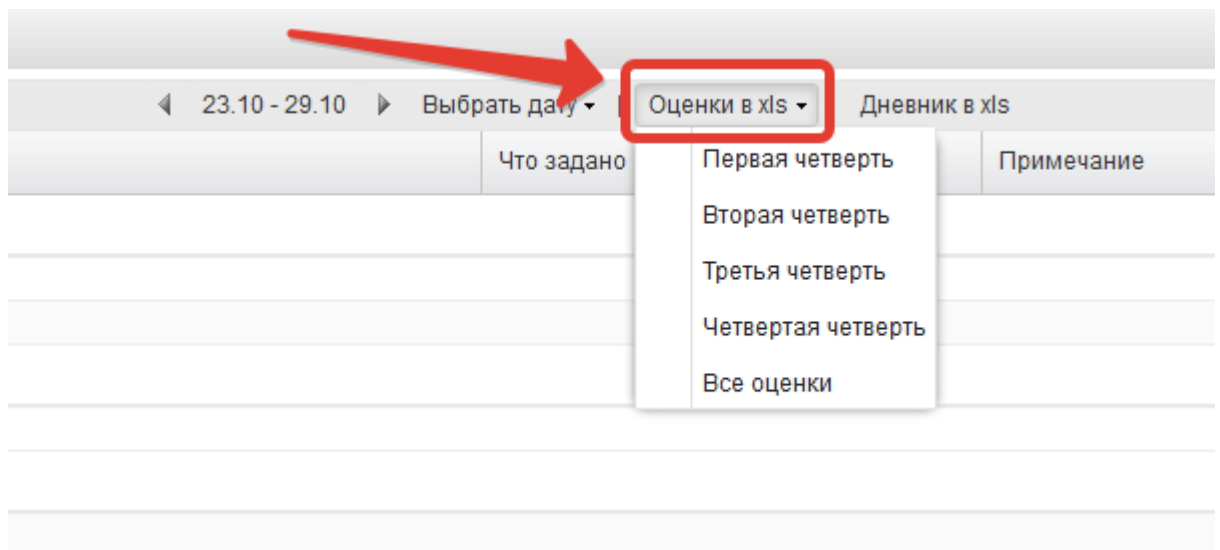 23.10 - 29.10 Выбрать дату Оценки в xls Дневник в xls
Что задано Первая четверть Примечание
Вторая четверть
Третья четверть
Четвертая четверть
Все оценки